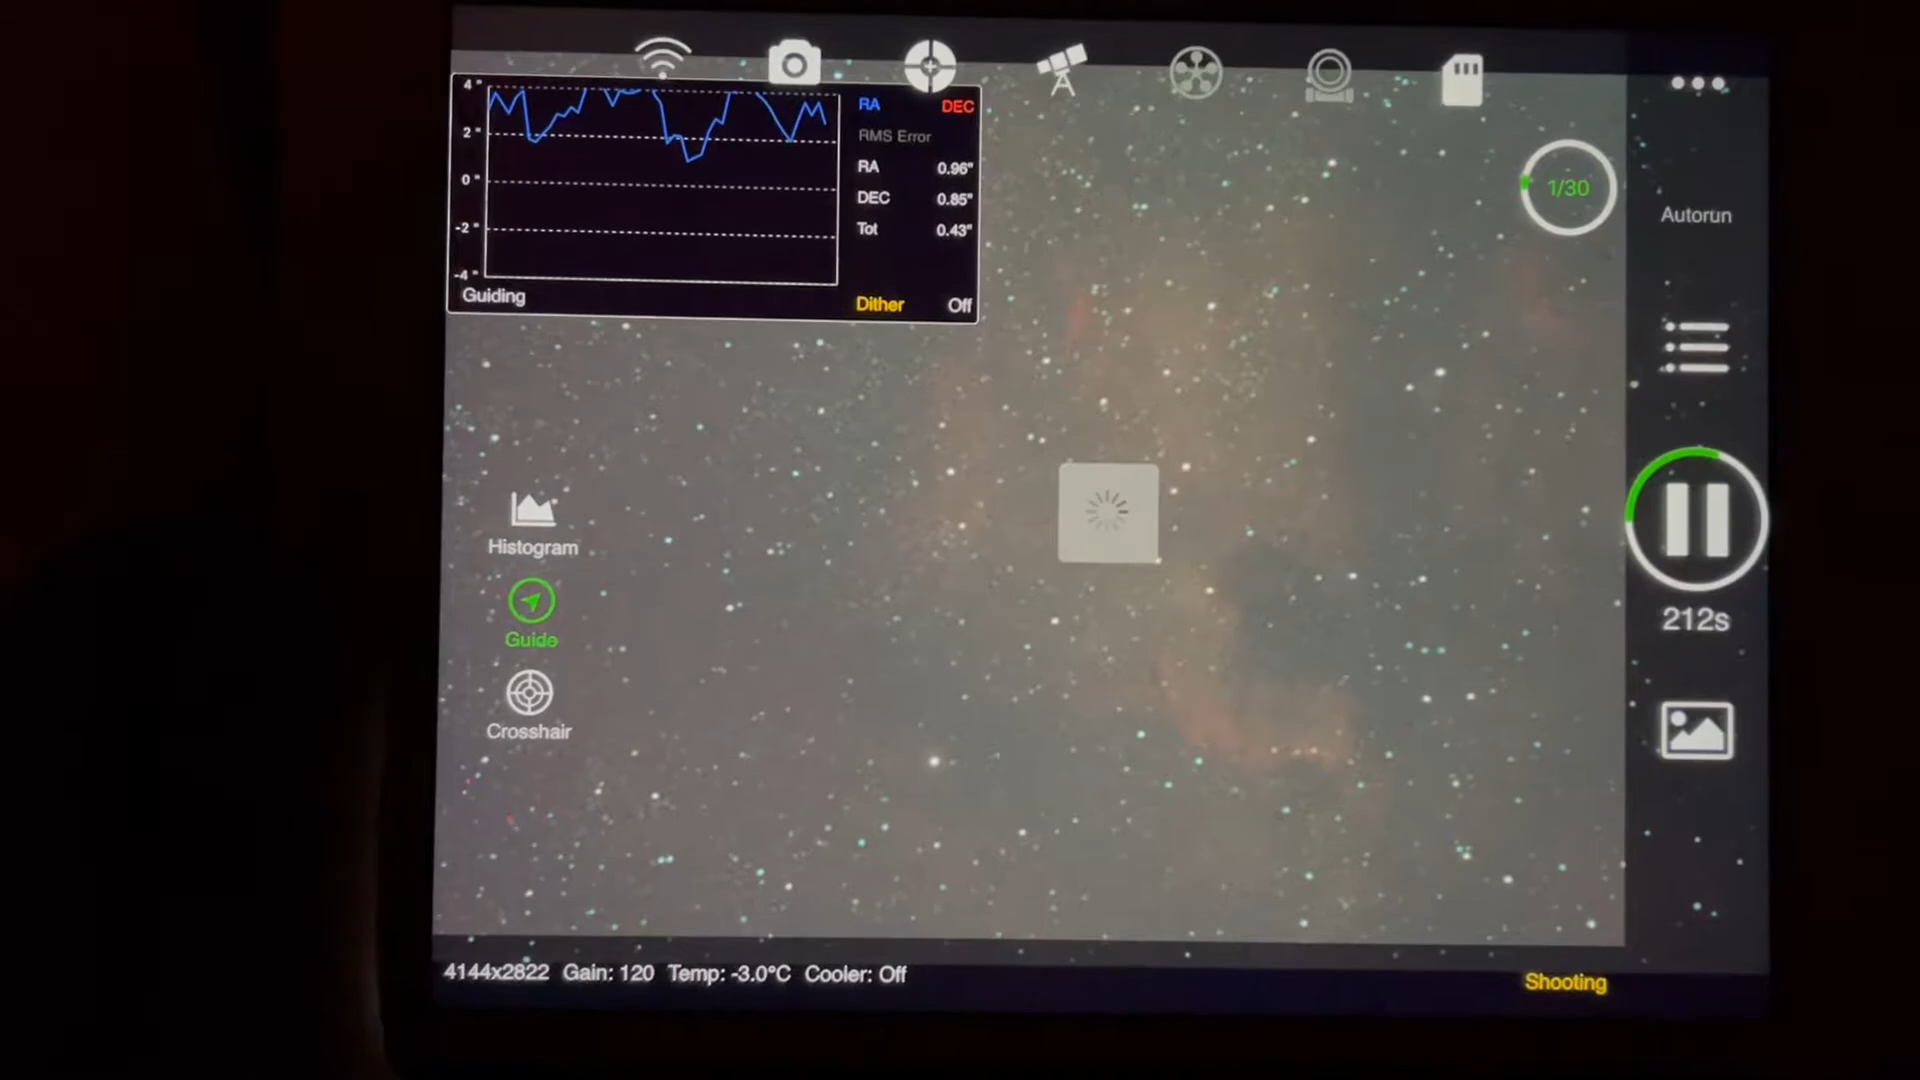 4"
2"
0"
-2"
-4"
RA DEC
RMS Error
RA 0.96"
DEC 0.85"
Tot 0.43"
Guiding
Dither Off
1/30
Autorun
Histogram
Guide
Crosshair
212s
4144x2822 Gain: 120 Temp: -3.0°C Cooler: Off
Shooting